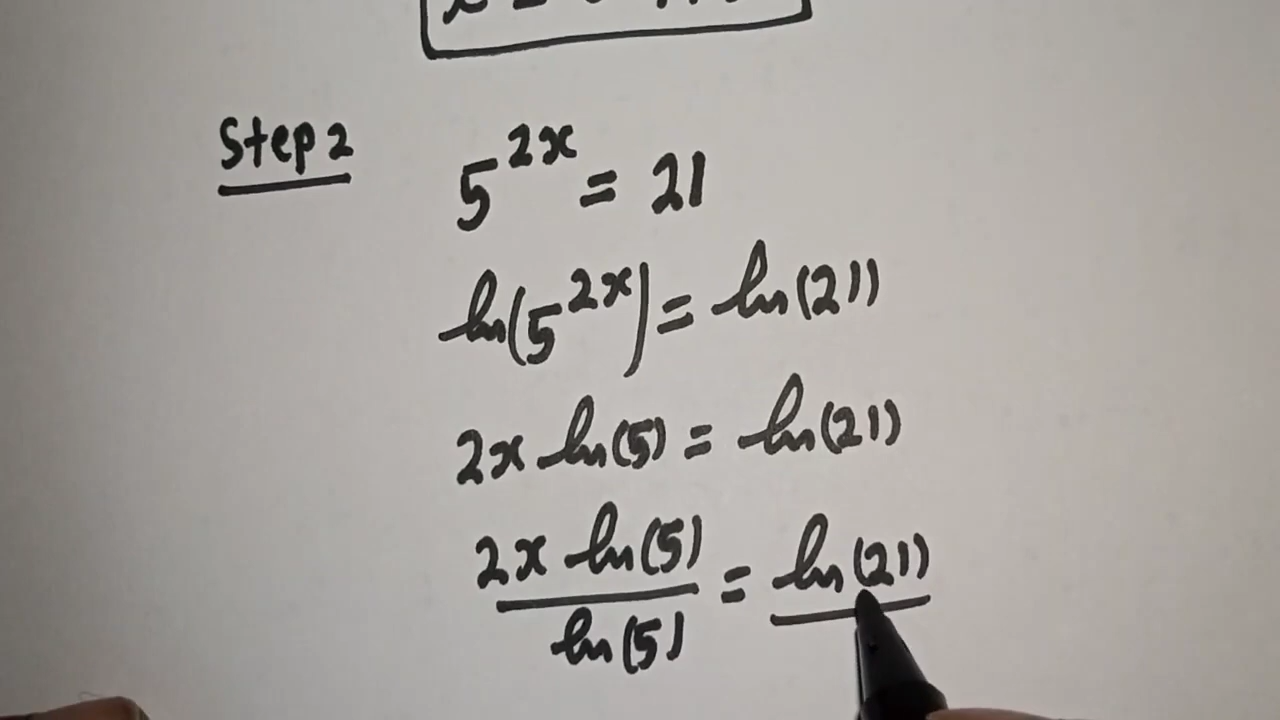 Step 2
5^{2x} = 21
ln(5^{2x}) = ln(21)
2x ln(5) = ln(21)
2x ln(5) / ln(5) = ln(21)